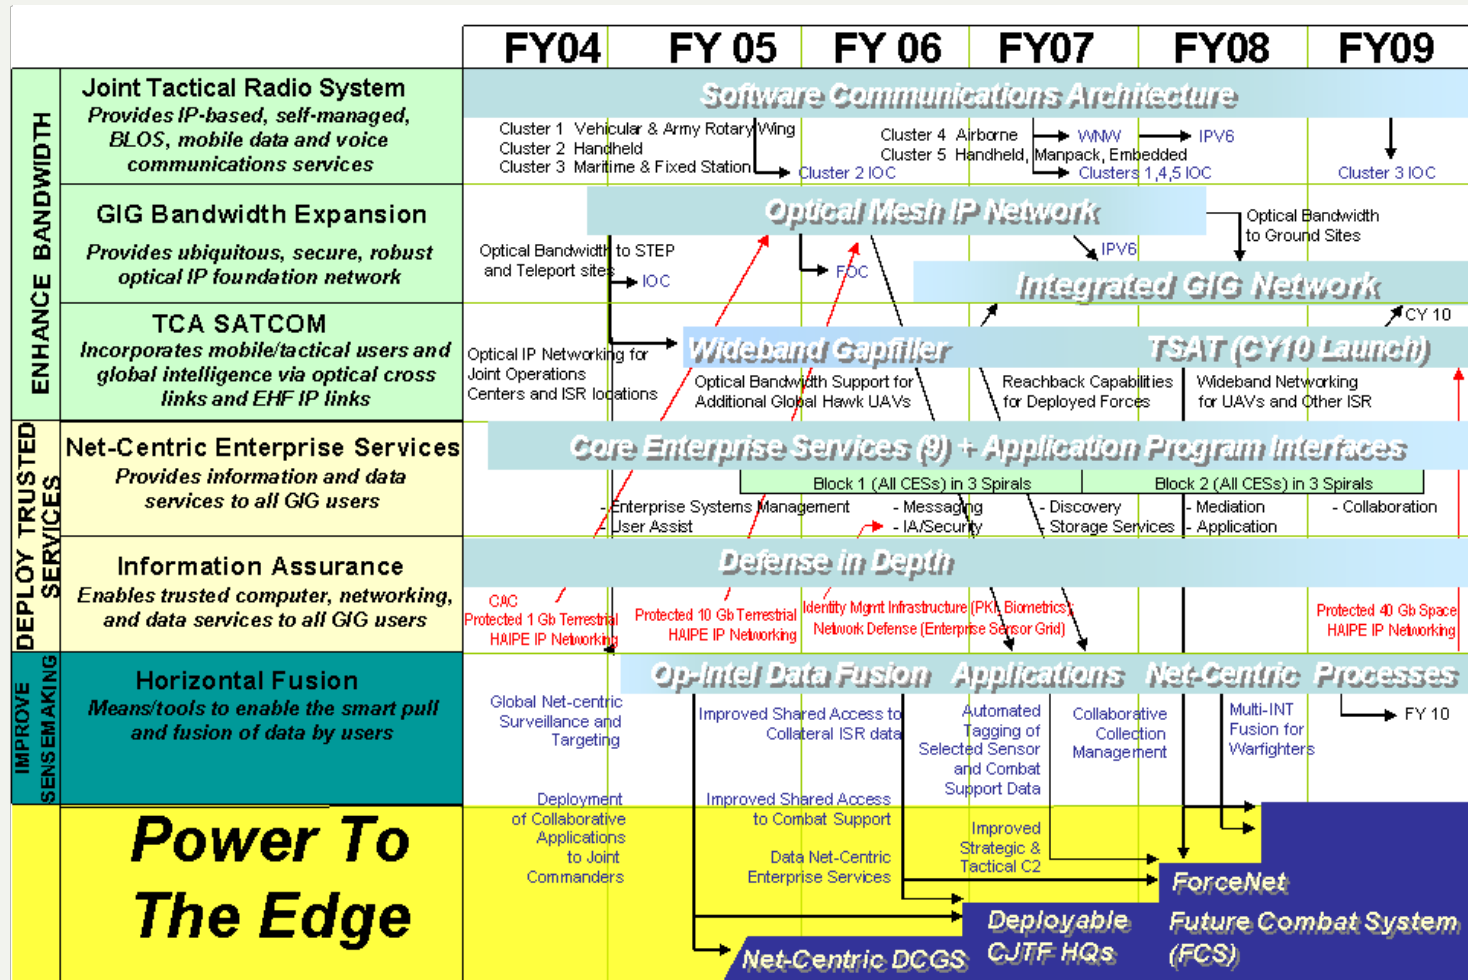 FY04 FY 05 FY 06 FY07 FY08 FY09
ENHANCE BANDWIDTH
Joint Tactical Radio System
Provides IP-based, self-managed,
BLOS, mobile data and voice
communications services
Software Communications Architecture
Cluster 1 Vehicular & Army Rotary Wing
Cluster 2 Handheld
Cluster 3 Maritime & Fixed Station
Cluster 2 IOC
Cluster 4 Airborne
Cluster 5 Handheld, Manpack, Embedded
WNW
IPV6
Clusters 1,4,5 IOC
Cluster 3 IOC
GIG Bandwidth Expansion
Provides ubiquitous, secure, robust
optical IP foundation network
Optical Mesh IP Network
Optical Bandwidth to STEP
and Teleport sites
IOC
FOC
IPV6
Optical Bandwidth
to Ground Sites
Integrated GIG Network
TCA SATCOM
Incorporates mobile/tactical users and
global intelligence via optical cross
links and EHF IP links
CY 10
Wideband Gapfiller
TSAT (CY10 Launch)
Optical IP Networking for
Joint Operations
Centers and ISR locations
Optical Bandwidth Support for
Additional Global Hawk UAVs
Reachback Capabilities
for Deployed Forces
Wideband Networking
for UAVs and Other ISR
DEPLOY TRUSTED
SERVICES
Net-Centric Enterprise Services
Provides information and data
services to all GIG users
Core Enterprise Services (9) + Application Program Interfaces
Block 1 (All CESs) in 3 Spirals
Block 2 (All CESs) in 3 Spirals
- Enterprise Systems Management
- User Assist
- Messaging
- IA/Security
- Discovery
- Storage Services
- Mediation
- Application
- Collaboration
Information Assurance
Enables trusted computer, networking,
and data services to all GIG users
Defense in Depth
CAC
Protected 1 Gb Terrestrial
HAIPE IP Networking
Protected 10 Gb Terrestrial
HAIPE IP Networking
Identity Mgmt Infrastructure (PKI, Biometrics);
Network Defense (Enterprise Sensor Grid)
Protected 40 Gb Space
HAIPE IP Networking
IMPROVE
SENSEMAKING
Horizontal Fusion
Means/tools to enable the smart pull
and fusion of data by users
Op-Intel Data Fusion Applications Net-Centric Processes
Global Net-centric
Surveillance and
Targeting
Improved Shared Access to
Collateral ISR data
Automated
Tagging of
Selected Sensor
and Combat
Support Data
Collaborative
Collection
Management
Multi-INT
Fusion for
Warfighters
FY 10
Deployment
of Collaborative
Applications
to Joint
Commanders
Improved Shared Access
to Combat Support
Data Net-Centric
Enterprise Services
Improved
Strategic &
Tactical C2
Power To
The Edge
Net-Centric DCGS
Deployable
CJTF HQs
ForceNet
Future Combat System
(FCS)